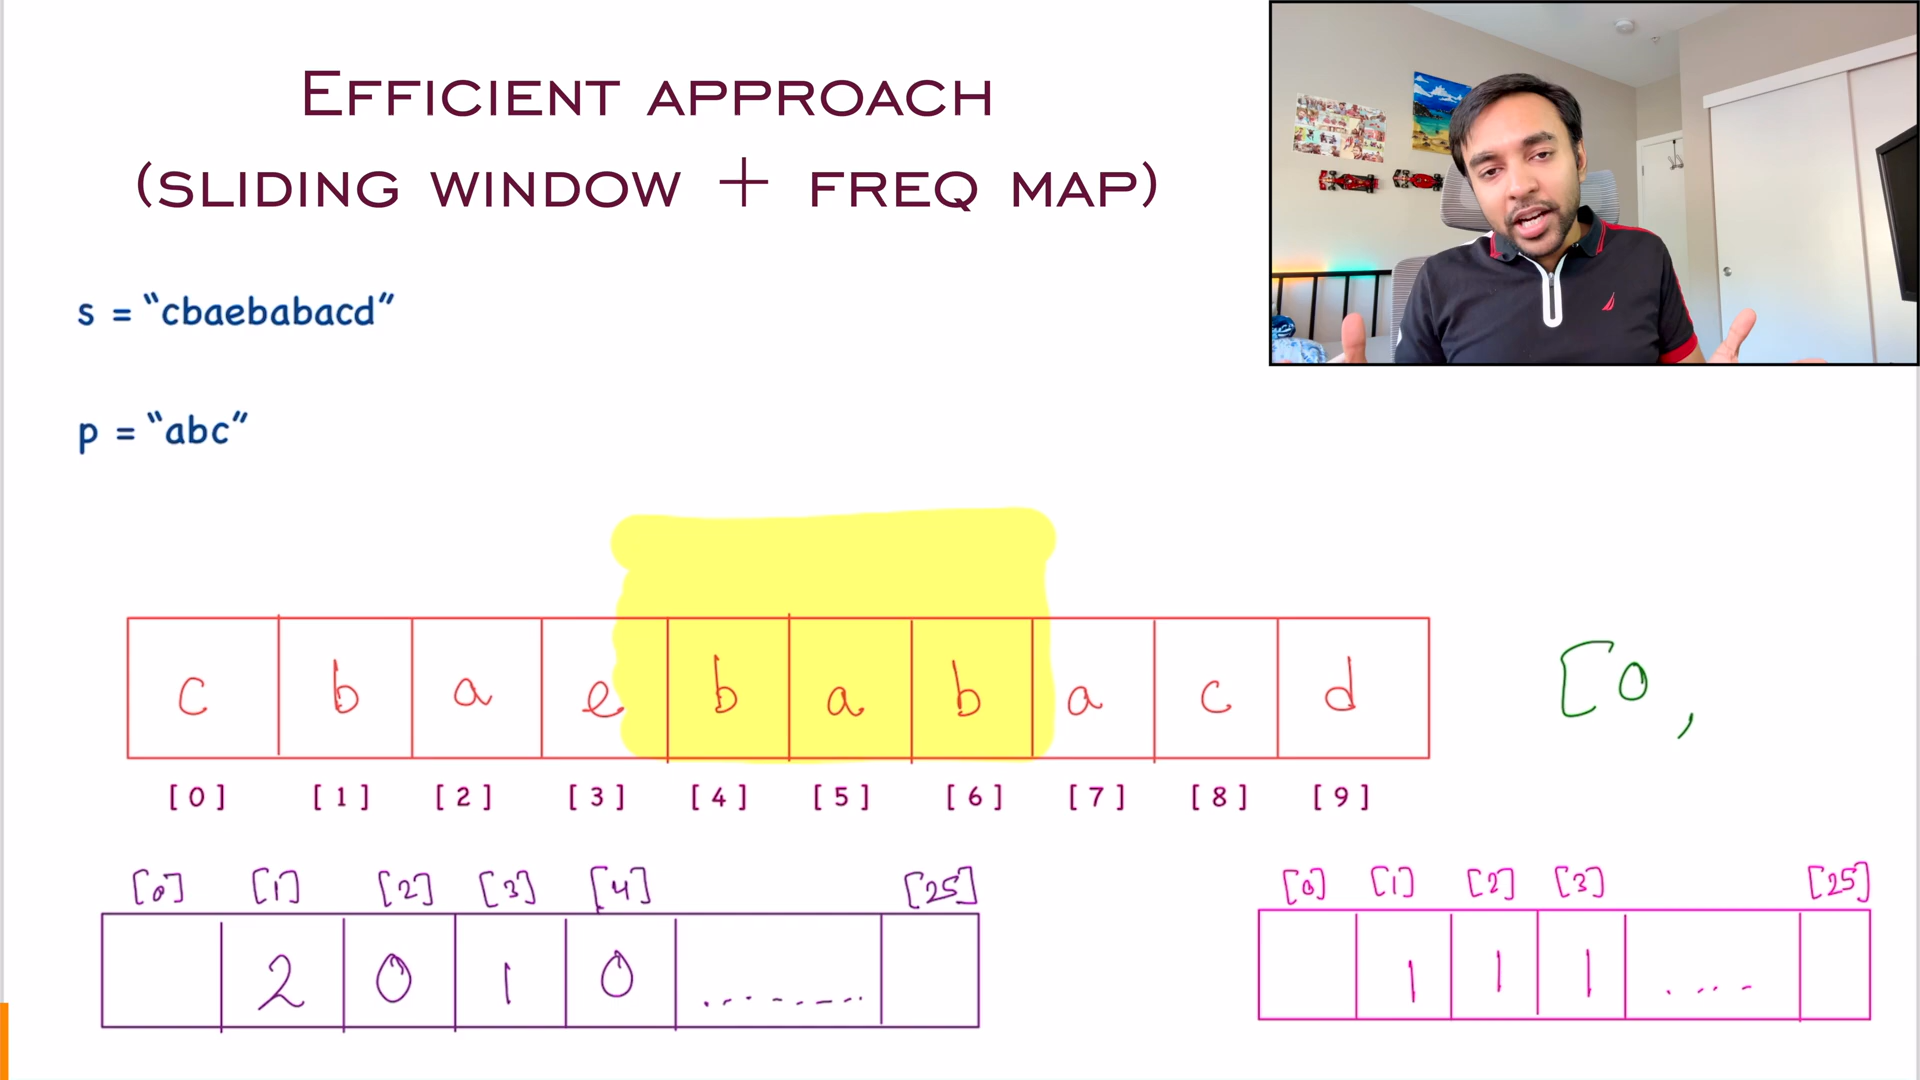 EFFICIENT APPROACH
(SLIDING WINDOW + FREQ MAP)
s = “cbaebabacd”
p = “abc”
c b a e b a b a c d
[0,
[0] [1] [2] [3] [4] [5] [6] [7] [8] [9]
[0] [1] [2] [3] [4] [25]
2 0 1 0 ........
[0] [1] [2] [3] [25]
1 1 1 ....